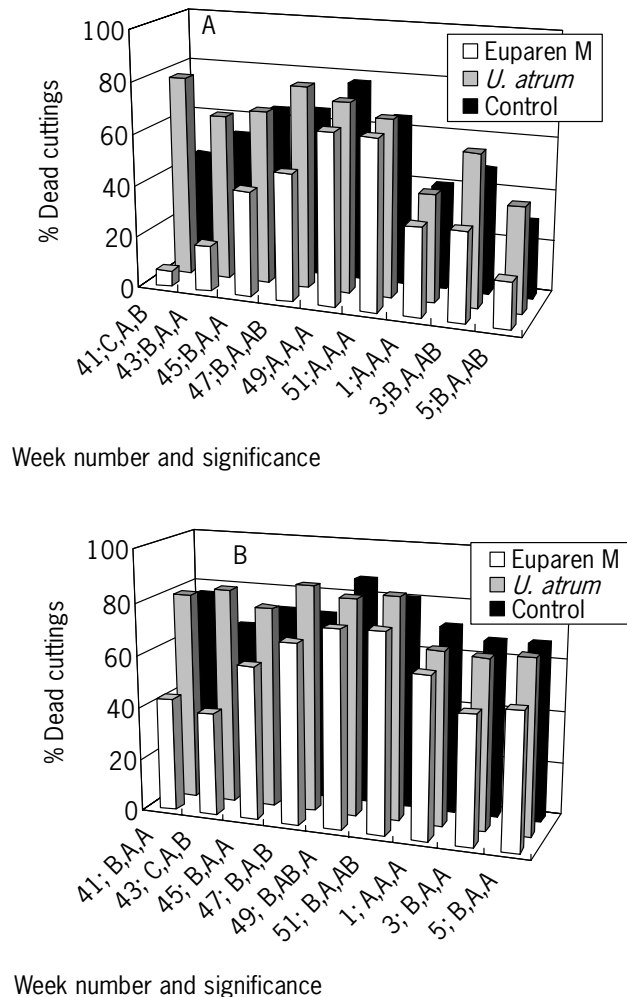 A
100
80
60
40
20
0
% Dead cuttings
Euparen M
U. atrum
Control
41;C,A,B
43;B,A,A
45;B,A,A
47;B,A,AB
49;A,A,A
51;A,A,A
1;A,A,A
3;B,A,AB
5;B,A,AB
Week number and significance
B
100
80
60
40
20
0
% Dead cuttings
Euparen M
U. atrum
Control
41; B,A,A
43; C,A,B
45; B,A,A
47; B,A,B
49; B,AB,A
51; B,A,AB
1; A,A,A
3; B,A,A
5; B,A,A
Week number and significance